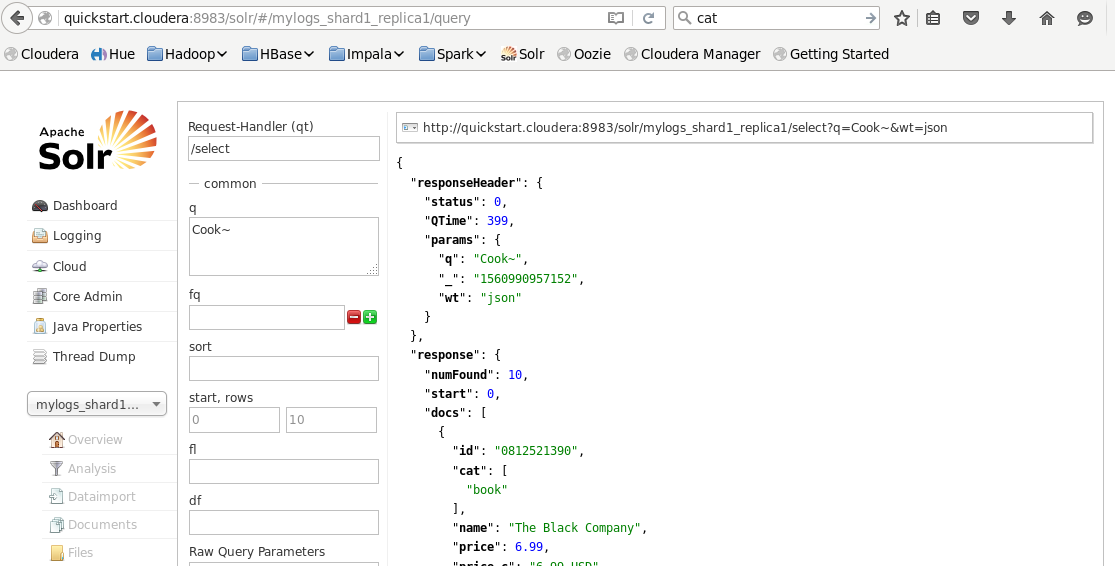 quickstart.cloudera:8983/solr/#/mylogs_shard1_replica1/query
cat
Cloudera Hue Hadoop HBase Impala Spark Solr Oozie Cloudera Manager Getting Started
Apache
Solr
Dashboard
Logging
Cloud
Core Admin
Java Properties
Thread Dump
mylogs_shard1...
Overview
Analysis
Dataimport
Documents
Files
Request-Handler (qt)
/select
common
q
Cook~
fq
sort
start, rows
0 10
fl
df
Raw Query Parameters
http://quickstart.cloudera:8983/solr/mylogs_shard1_replica1/select?q=Cook~&wt=json
{
"responseHeader": {
"status": 0,
"QTime": 399,
"params": {
"q": "Cook~",
"_": "1560990957152",
"wt": "json"
}
},
"response": {
"numFound": 10,
"start": 0,
"docs": [
{
"id": "0812521390",
"cat": [
"book"
],
"name": "The Black Company",
"price": 6.99,
"price_c": "6.99,USD",